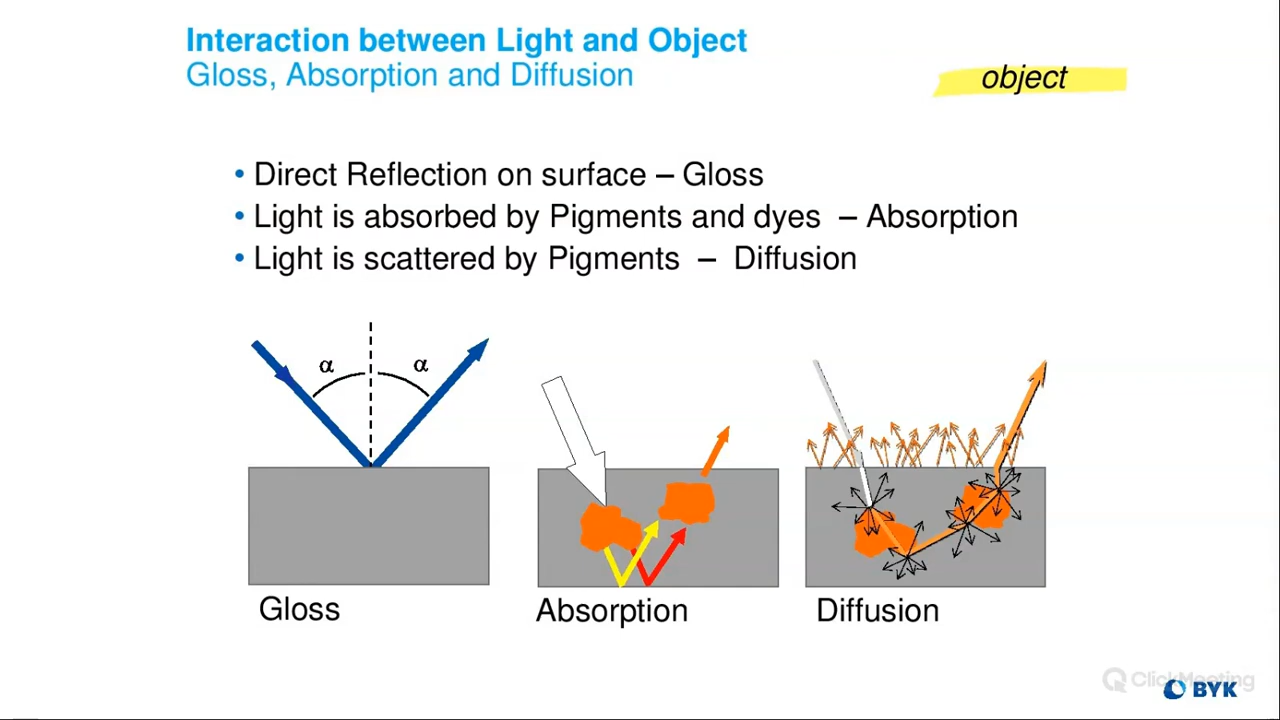 Interaction between Light and Object
Gloss, Absorption and Diffusion
object
• Direct Reflection on surface – Gloss
• Light is absorbed by Pigments and dyes – Absorption
• Light is scattered by Pigments – Diffusion
α α
Gloss
Absorption
Diffusion
ClickMeeting
BYK